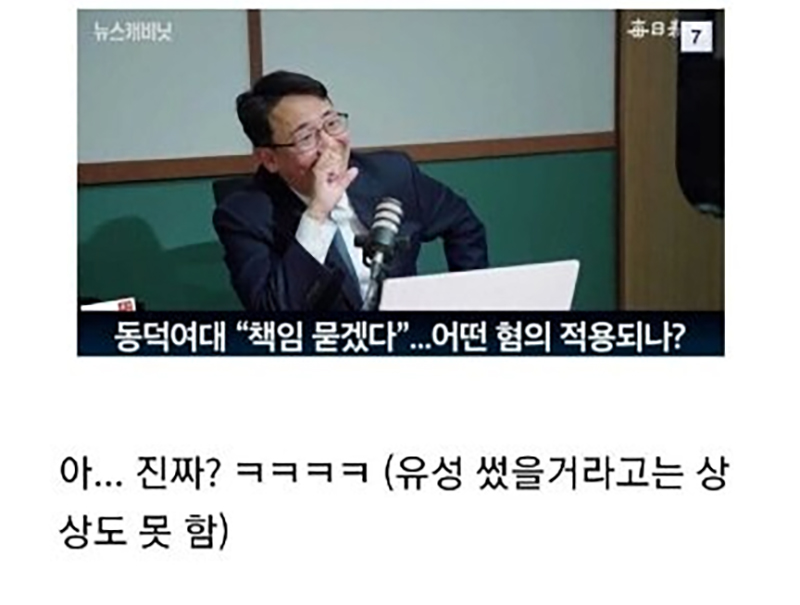 뉴스캐비닛
毎日
7
동덕여대 “책임 묻겠다”...어떤 혐의 적용되나?
아... 진짜? ㅋㅋㅋㅋ (유성 썼을거라고는 상
상도 못 함)